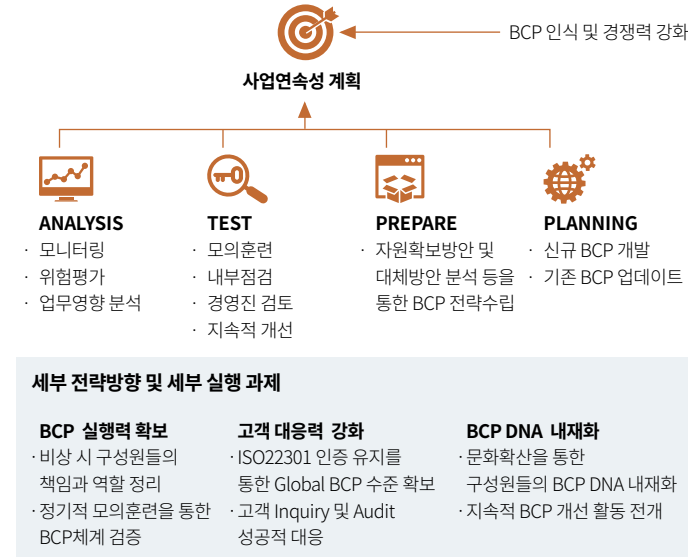 BCP 인식 및 경쟁력 강화
사업연속성 계획
ANALYSIS
· 모니터링
· 위험평가
· 업무영향 분석
TEST
· 모의훈련
· 내부점검
· 경영진 검토
· 지속적 개선
PREPARE
· 자원확보방안 및
대체방안 분석 등을
통한 BCP 전략수립
PLANNING
· 신규 BCP 개발
· 기존 BCP 업데이트
세부 전략방향 및 세부 실행 과제
BCP 실행력 확보
· 비상 시 구성원들의
책임과 역할 정리
· 정기적 모의훈련을 통한
BCP체계 검증
고객 대응력 강화
· ISO22301 인증 유지를
통한 Global BCP 수준 확보
· 고객 Inquiry 및 Audit
성공적 대응
BCP DNA 내재화
· 문화확산을 통한
구성원들의 BCP DNA 내재화
· 지속적 BCP 개선 활동 전개